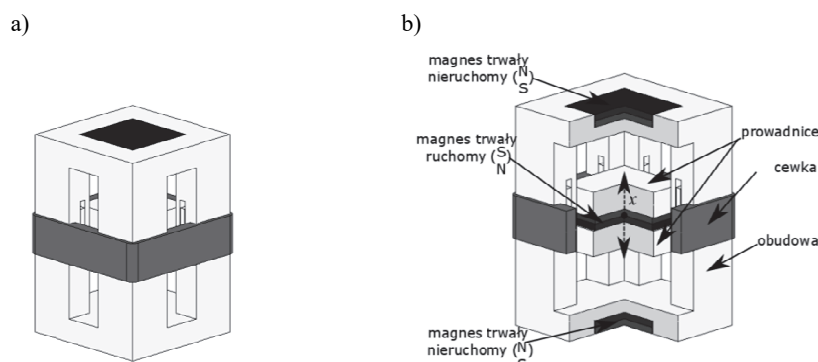 a)
b)
magnes trwały
nieruchomy (N
S)
magnes trwały
ruchomy (S
N)
x
prowadnice
cewka
obudowa
magnes trwały
nieruchomy (N
S)